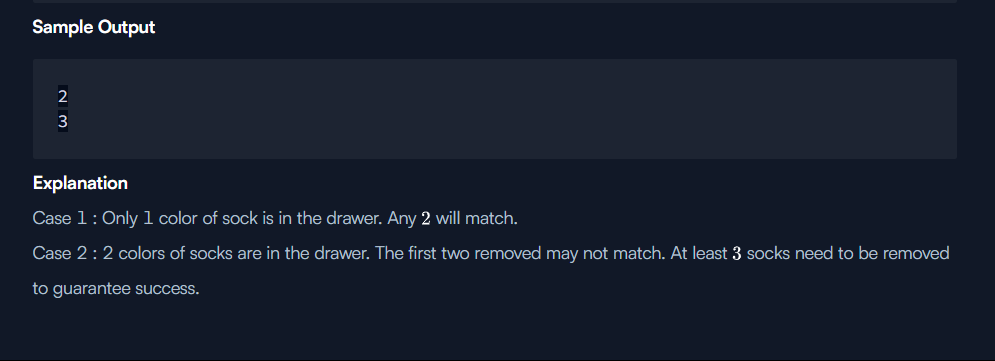 Sample Output
2
3
Explanation
Case 1 : Only 1 color of sock is in the drawer. Any 2 will match.
Case 2 : 2 colors of socks are in the drawer. The first two removed may not match. At least 3 socks need to be removed
to guarantee success.